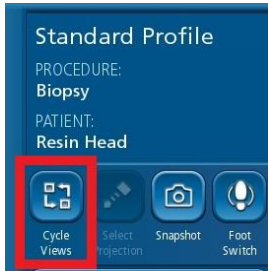 Standard Profile
PROCEDURE:
Biopsy
PATIENT:
Resin Head
Cycle Views
Select Projection
Snapshot
Foot Switch